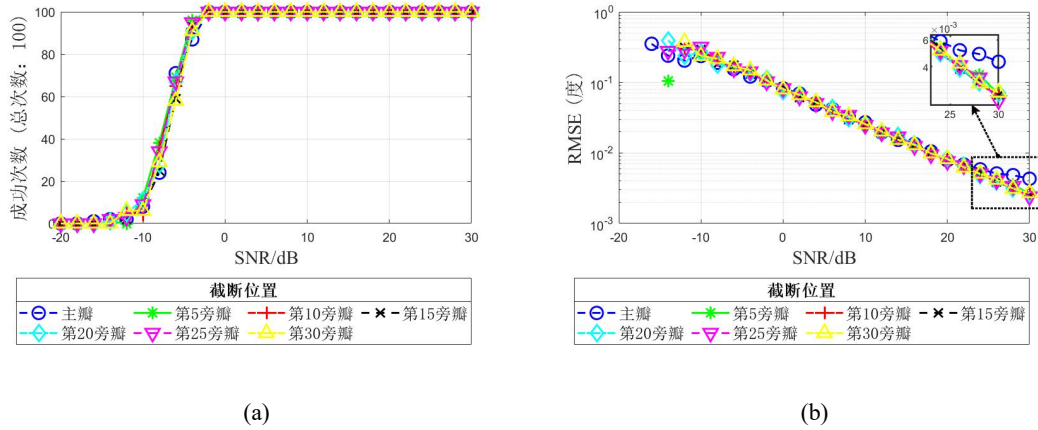 成功次数（总次数：100）
100
80
60
40
20
0
-20 -10 0 10 20 30
SNR/dB
截断位置
主瓣 第5旁瓣 第10旁瓣 第15旁瓣
第20旁瓣 第25旁瓣 第30旁瓣
(a)
RMSE（度）
10⁰
10⁻¹
10⁻²
10⁻³
×10⁻³
6
4
25 30
-20 -10 0 10 20 30
SNR/dB
截断位置
主瓣 第5旁瓣 第10旁瓣 第15旁瓣
第20旁瓣 第25旁瓣 第30旁瓣
(b)